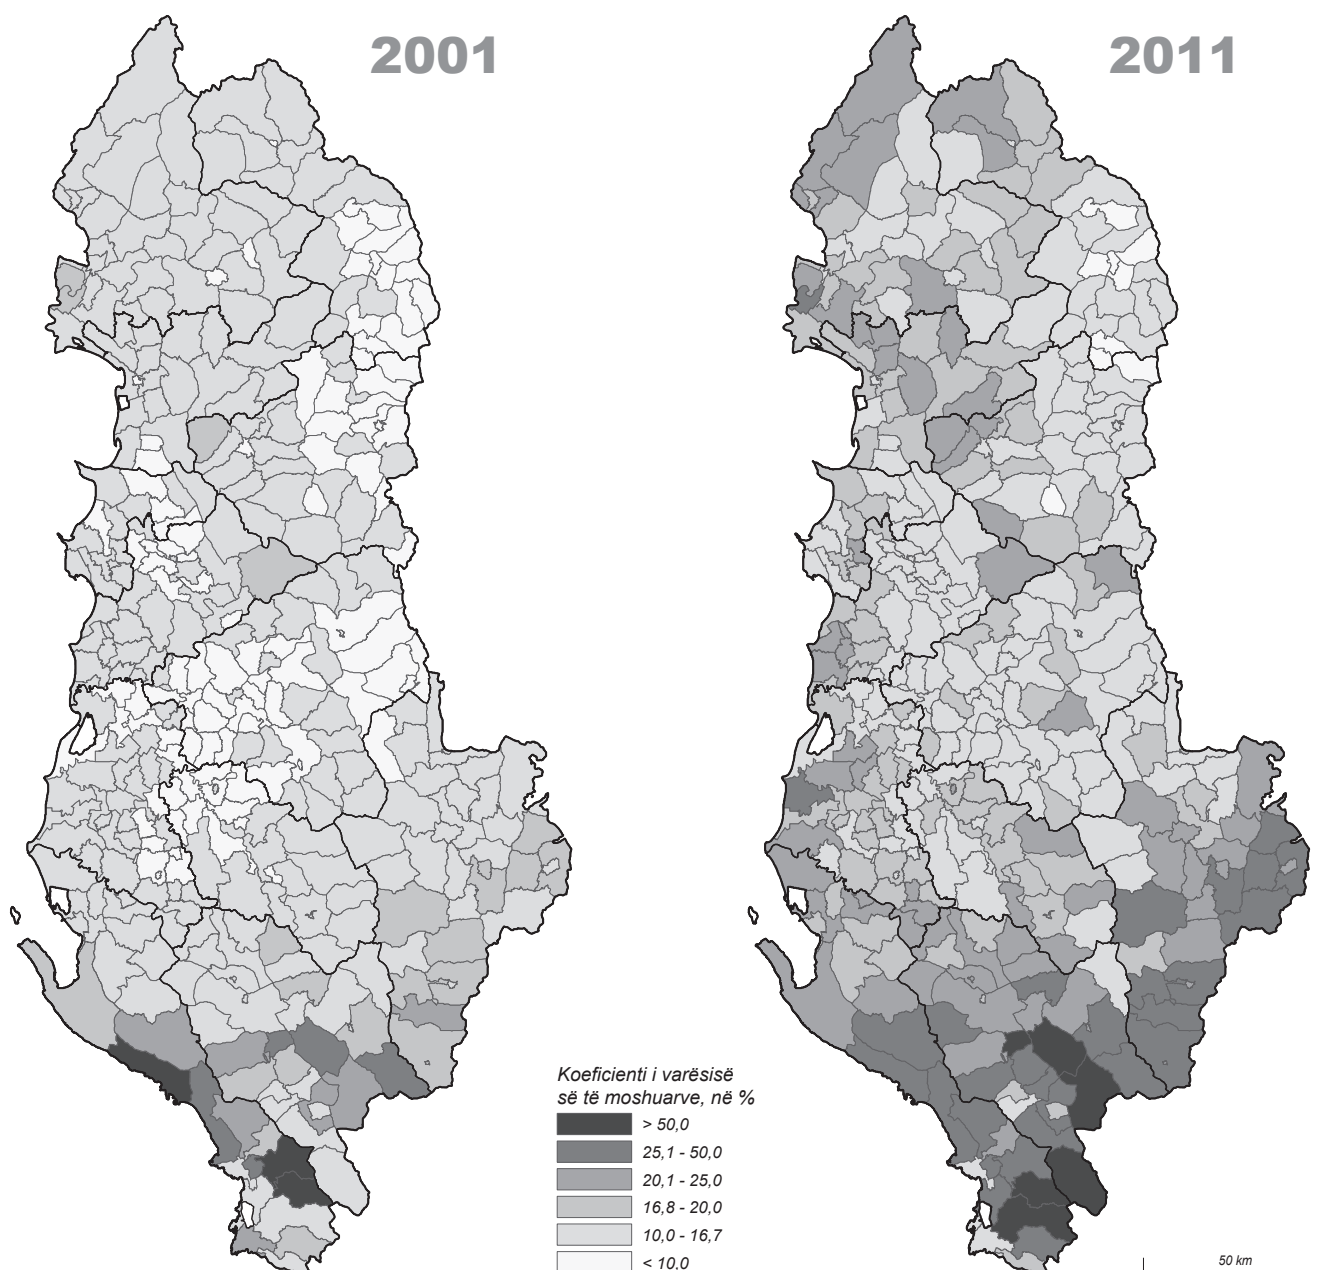 2001
2011
Koeficienti i varësisë
së të moshuarve, në %
> 50,0
25,1 - 50,0
20,1 - 25,0
16,8 - 20,0
10,0 - 16,7
< 10,0
50 km